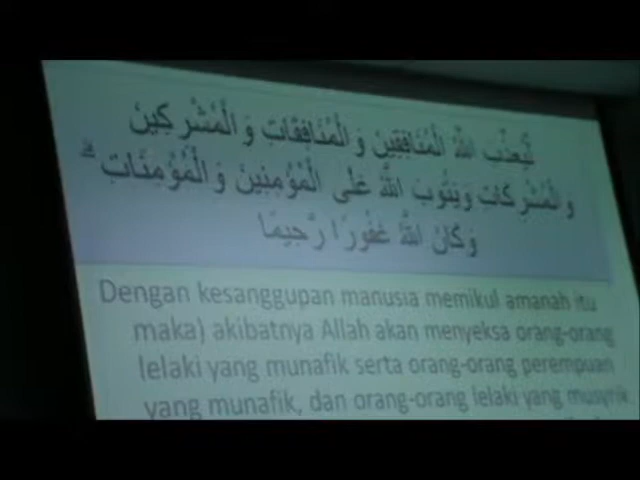 لِّيُعَذِّبَ اللَّهُ الْمُنَافِقِينَ وَالْمُنَافِقَاتِ وَالْمُشْرِكِينَ
وَالْمُشْرِكَاتِ وَيَتُوبَ اللَّهُ عَلَى الْمُؤْمِنِينَ وَالْمُؤْمِنَاتِ ۗ
وَكَانَ اللَّهُ غَفُورًا رَّحِيمًا
Dengan kesanggupan manusia memikul amanah itu
maka) akibatnya Allah akan menyeksa orang-orang
lelaki yang munafik serta orang-orang perempuan
yang munafik, dan orang-orang lelaki yang musyrik